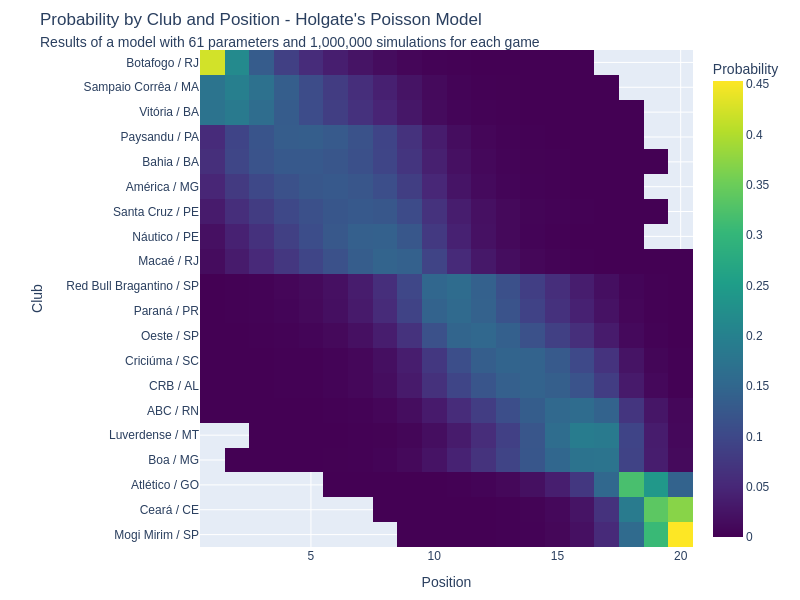 Probability by Club and Position - Holgate's Poisson Model
Results of a model with 61 parameters and 1,000,000 simulations for each game
Probability
Botafogo / RJ
Sampaio Corrêa / MA
Vitória / BA
Paysandu / PA
Bahia / BA
América / MG
Santa Cruz / PE
Náutico / PE
Macaé / RJ
Red Bull Bragantino / SP
Paraná / PR
Oeste / SP
Criciúma / SC
CRB / AL
ABC / RN
Luverdense / MT
Boa / MG
Atlético / GO
Ceará / CE
Mogi Mirim / SP
Club
5
10
15
20
Position
0.45
0.4
0.35
0.3
0.25
0.2
0.15
0.1
0.05
0